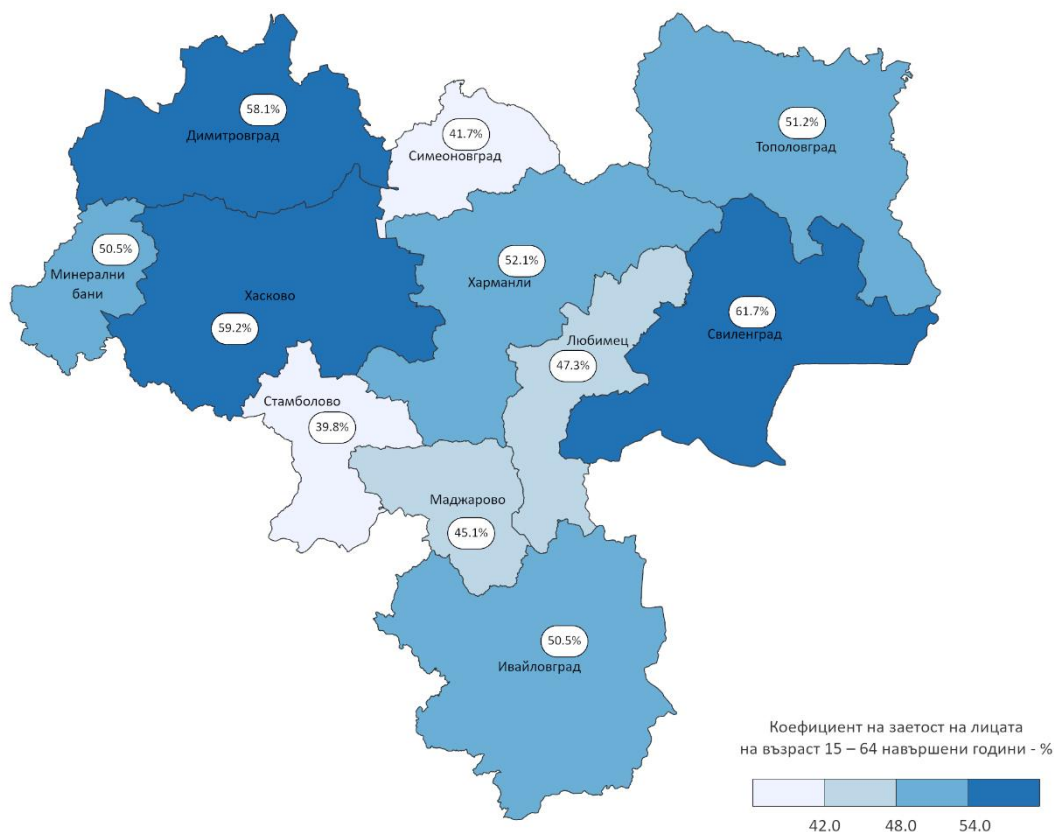 58.1%
Димитровград
41.7%
Симеоновград
51.2%
Тополовград
50.5%
Минерални
бани
52.1%
Харманли
Хасково
59.2%
61.7%
Свиленград
Любимец
47.3%
Стамболово
39.8%
Маджарово
45.1%
50.5%
Ивайловград
Коефициент на заетост на лицата
на възраст 15 – 64 навършени години - %
42.0 48.0 54.0